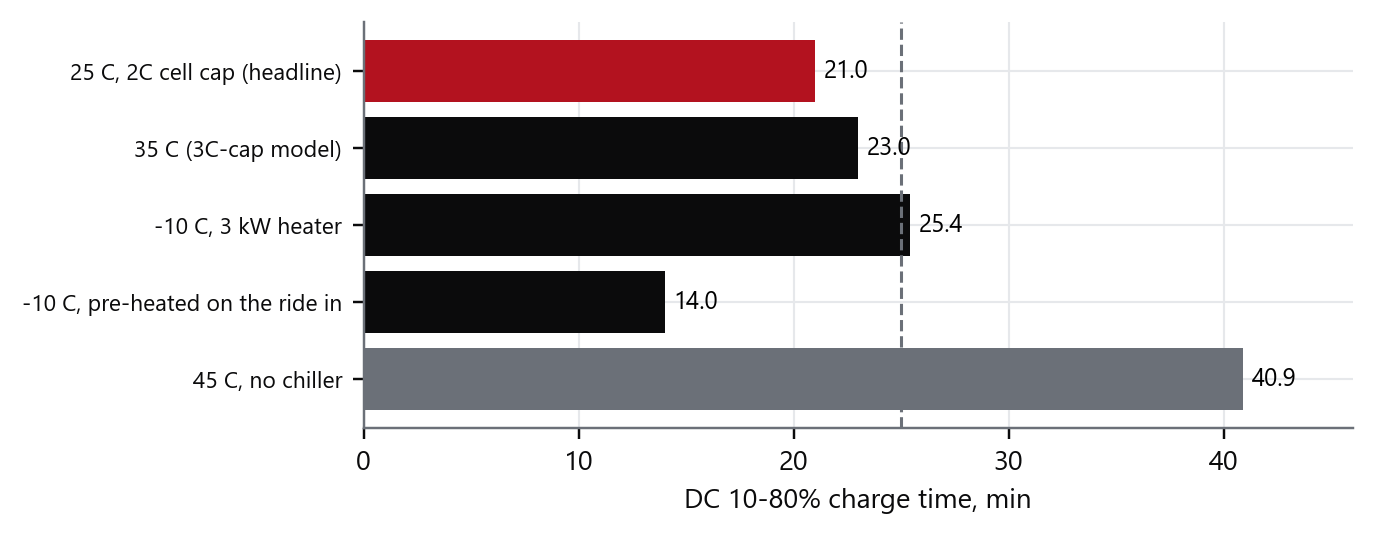 25 C, 2C cell cap (headline)
21.0
35 C (3C-cap model)
23.0
-10 C, 3 kW heater
25.4
-10 C, pre-heated on the ride in
14.0
45 C, no chiller
40.9
0 10 20 30 40
DC 10-80% charge time, min